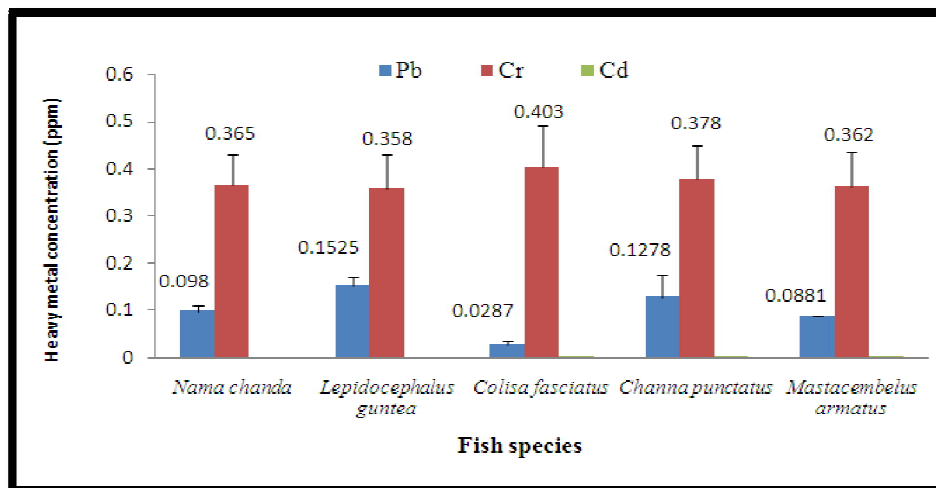 Pb Cr Cd
Heavy metal concentration (ppm)
0.6
0.5
0.4
0.3
0.2
0.1
0
0.098
0.365
0.1525
0.358
0.0287
0.403
0.1278
0.378
0.0881
0.362
Nama chanda
Lepidocephalus
guntea
Colisa fasciatus
Channa punctatus
Mastacembelus
armatus
Fish species